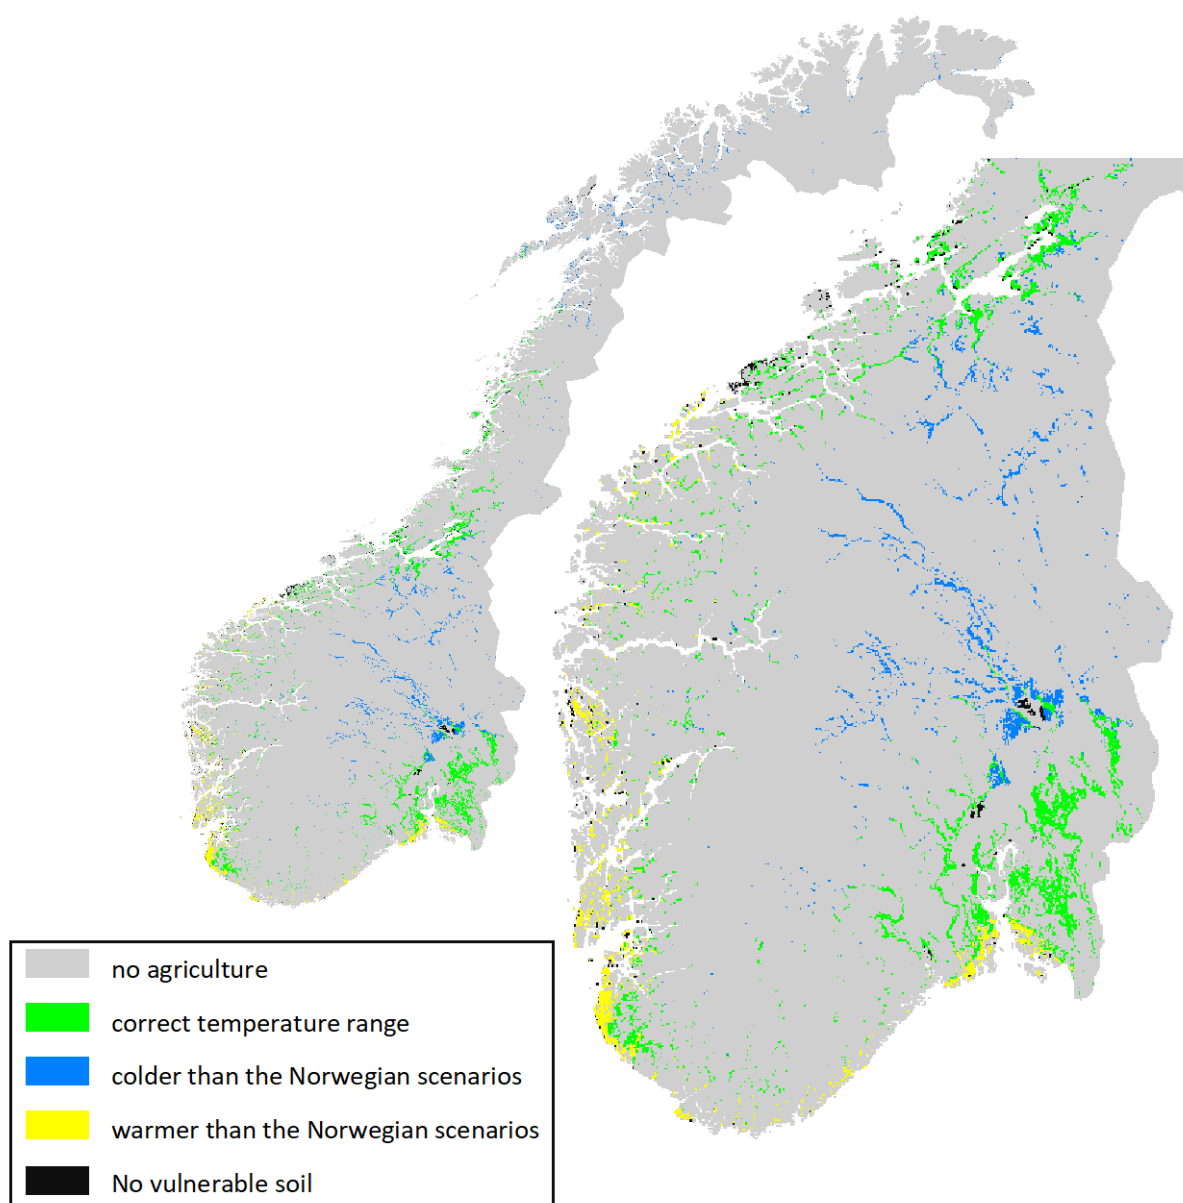 no agriculture
correct temperature range
colder than the Norwegian scenarios
warmer than the Norwegian scenarios
No vulnerable soil